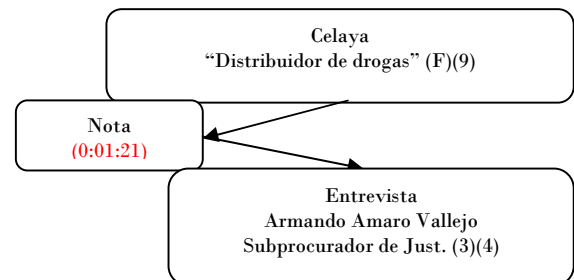 Celaya
“Distribuidor de drogas” (F)(9)
Nota
(0:01:21)
Entrevista
Armando Amaro Vallejo
Subprocurador de Just. (3)(4)